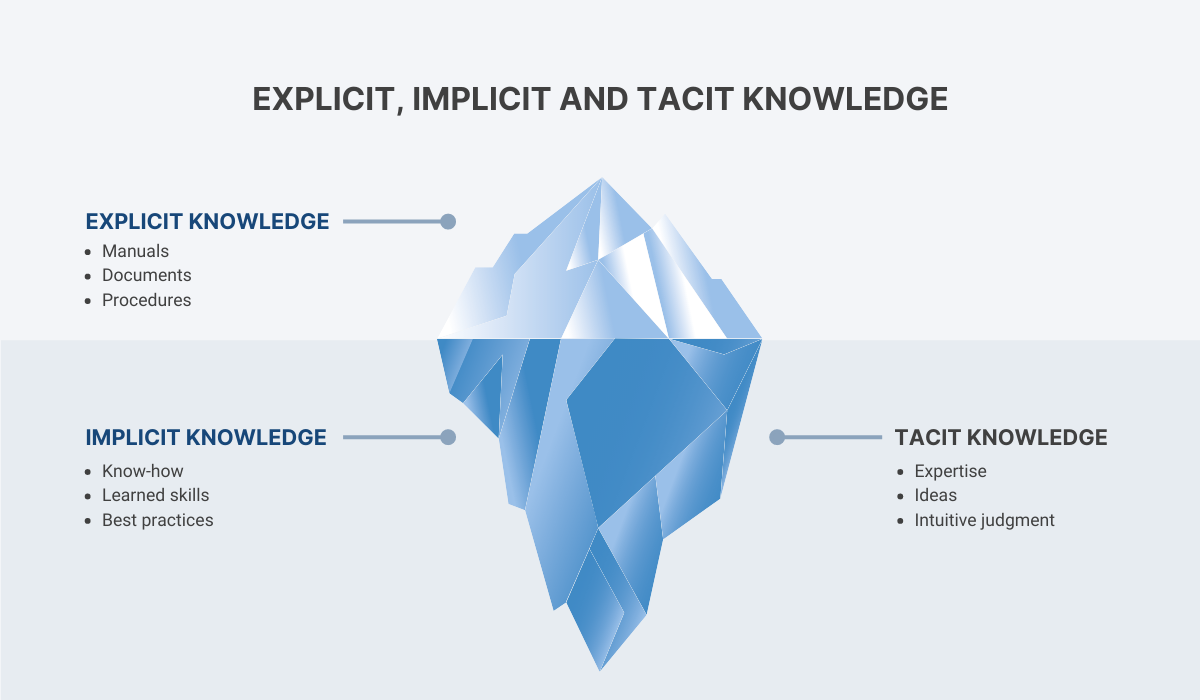 EXPLICIT, IMPLICIT AND TACIT KNOWLEDGE
EXPLICIT KNOWLEDGE
• Manuals
• Documents
• Procedures
IMPLICIT KNOWLEDGE
• Know-how
• Learned skills
• Best practices
TACIT KNOWLEDGE
• Expertise
• Ideas
• Intuitive judgment